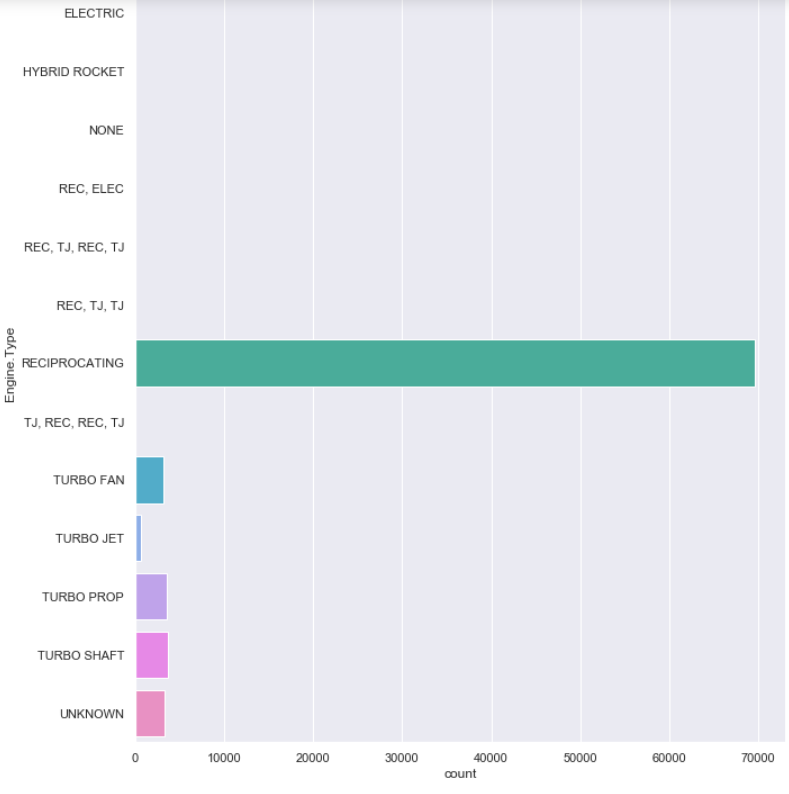 ELECTRIC
HYBRID ROCKET
NONE
REC, ELEC
REC, TJ, REC, TJ
REC, TJ, TJ
Engine.Type
RECIPROCATING
TJ, REC, REC, TJ
TURBO FAN
TURBO JET
TURBO PROP
TURBO SHAFT
UNKNOWN
0 10000 20000 30000 40000 50000 60000 70000
count